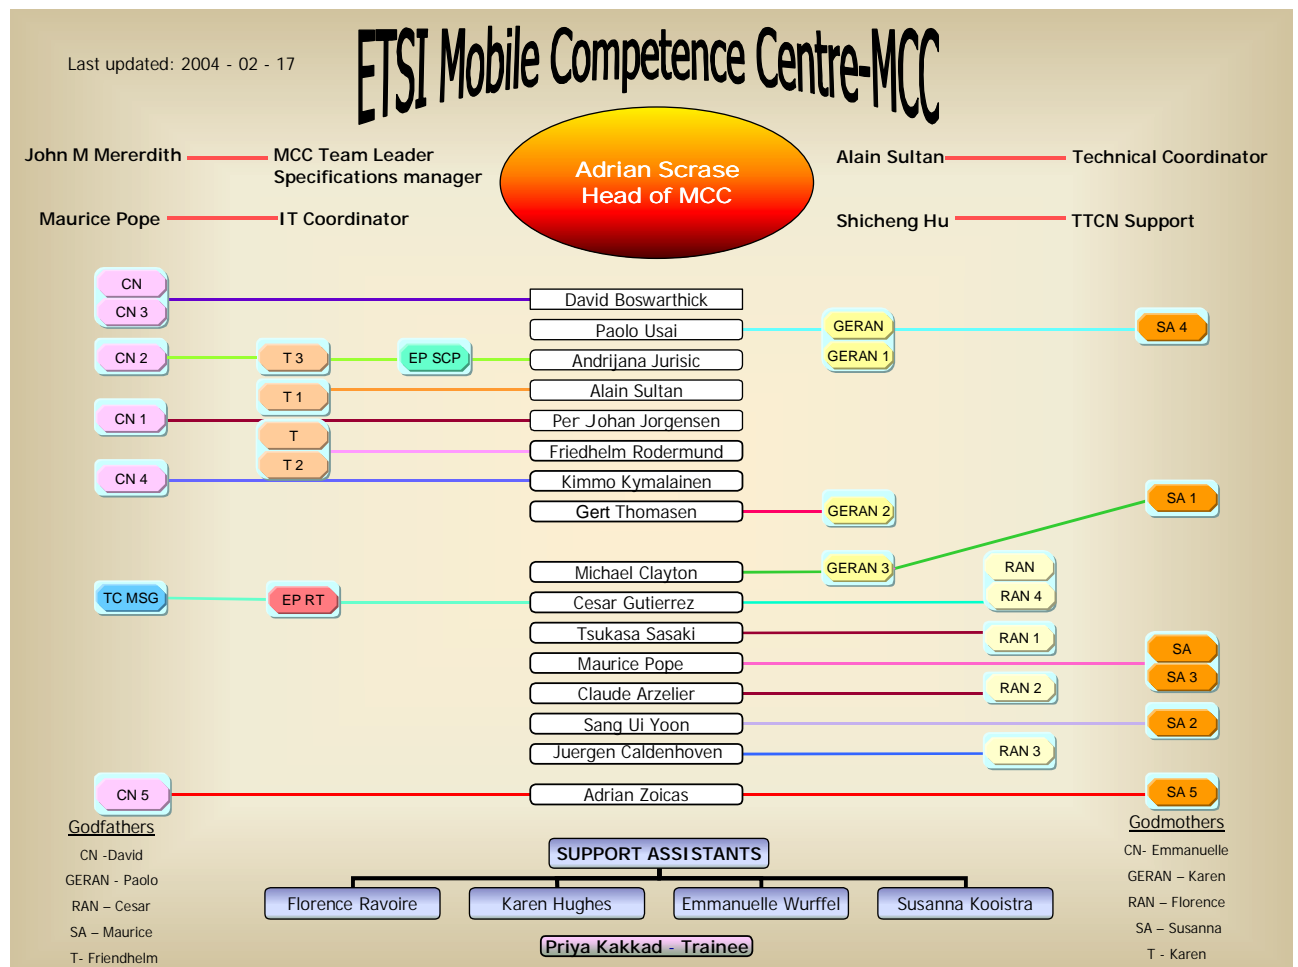 ETSI Mobile Competence Centre-MCC
Last updated: 2004 - 02 - 17
John M Mererdith
MCC Team Leader
Specifications manager
Adrian Scrase
Head of MCC
Alain Sultan
Technical Coordinator
Maurice Pope
IT Coordinator
Shicheng Hu
TTCN Support
CN
CN 3
David Boswarthick
Paolo Usai
GERAN
GERAN 1
SA 4
CN 2
T 3
EP SCP
Andrijana Jurisic
T 1
Alain Sultan
CN 1
Per Johan Jorgensen
T
T 2
Friedhelm Rodermund
CN 4
Kimmo Kymalainen
Gert Thomasen
GERAN 2
SA 1
Michael Clayton
GERAN 3
TC MSG
EP RT
Cesar Gutierrez
RAN
RAN 4
Tsukasa Sasaki
RAN 1
Maurice Pope
SA
SA 3
Claude Arzelier
RAN 2
Sang Ui Yoon
SA 2
Juergen Caldenhoven
RAN 3
CN 5
Adrian Zoicas
SA 5
Godfathers
CN -David
GERAN - Paolo
RAN – Cesar
SA – Maurice
T- Friendhelm
Godmothers
CN- Emmanuelle
GERAN – Karen
RAN – Florence
SA – Susanna
T - Karen
SUPPORT ASSISTANTS
Florence Ravoire
Karen Hughes
Emmanuelle Wurffel
Susanna Kooistra
Priya Kakkad - Trainee